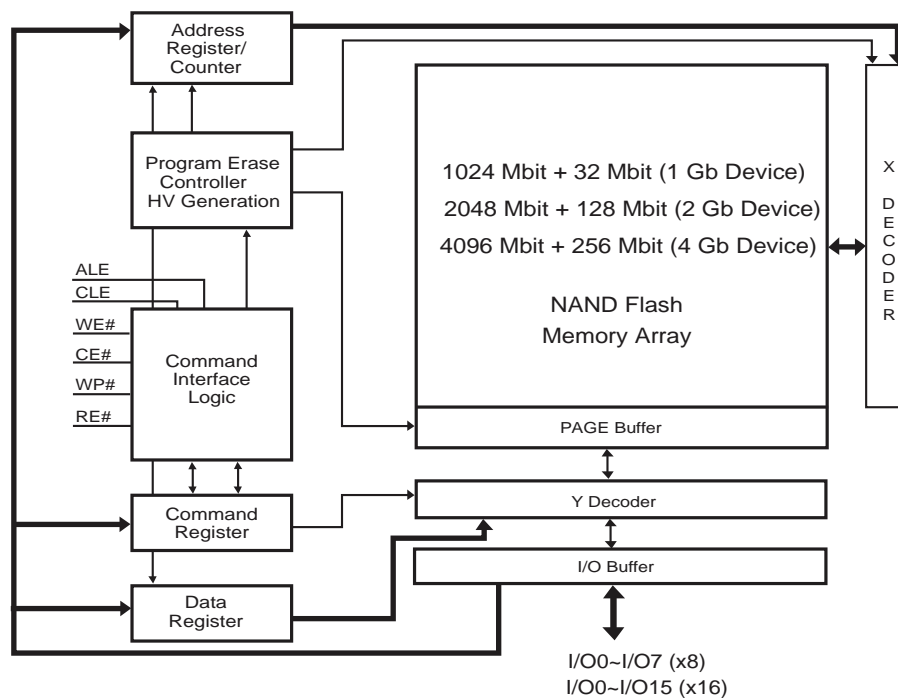 Address
Register/
Counter
Program Erase
Controller
HV Generation
1024 Mbit + 32 Mbit (1 Gb Device)
2048 Mbit + 128 Mbit (2 Gb Device)
4096 Mbit + 256 Mbit (4 Gb Device)
NAND Flash
Memory Array
X DECODER
ALE
CLE
WE#
CE#
WP#
RE#
Command
Interface
Logic
PAGE Buffer
Y Decoder
Command
Register
I/O Buffer
Data
Register
I/O0~I/O7 (x8)
I/O0~I/O15 (x16)